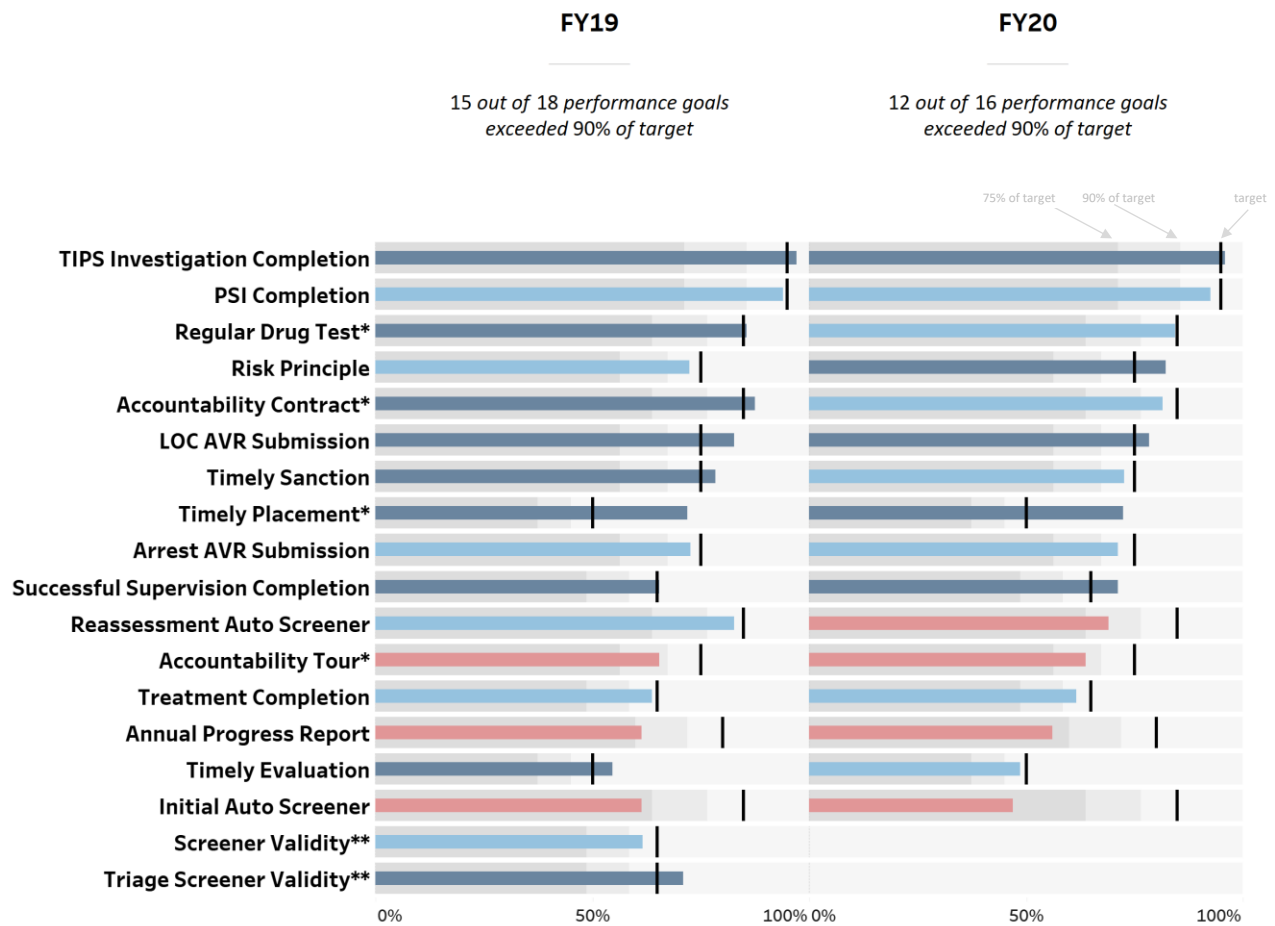 FY19
FY20
15 out of 18 performance goals
exceeded 90% of target
12 out of 16 performance goals
exceeded 90% of target
75% of target
90% of target
target
TIPS Investigation Completion
PSI Completion
Regular Drug Test*
Risk Principle
Accountability Contract*
LOC AVR Submission
Timely Sanction
Timely Placement*
Arrest AVR Submission
Successful Supervision Completion
Reassessment Auto Screener
Accountability Tour*
Treatment Completion
Annual Progress Report
Timely Evaluation
Initial Auto Screener
Screener Validity**
Triage Screener Validity**
0% 50% 100% 0% 50% 100%